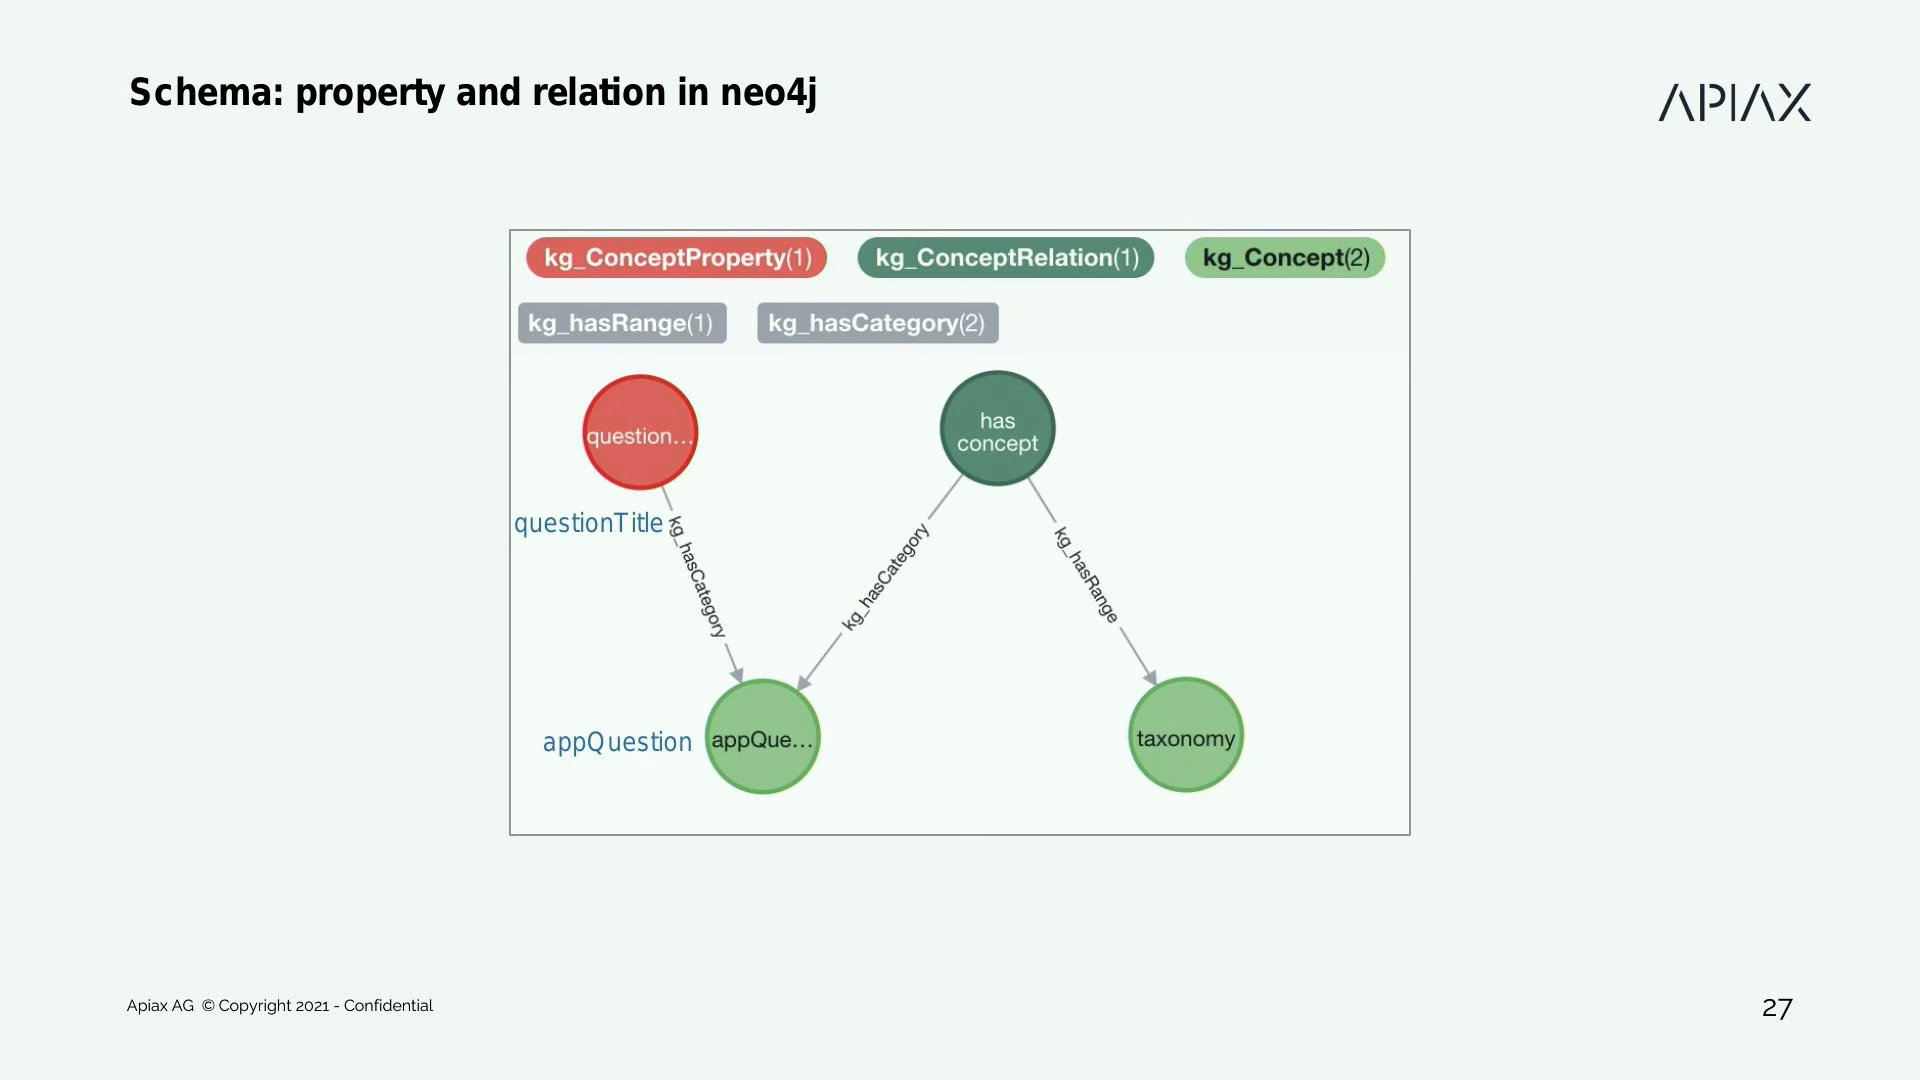 Schema: property and relation in neo4j
APIAX
kg_ConceptProperty(1) kg_ConceptRelation(1) kg_Concept(2)
kg_hasRange(1) kg_hasCategory(2)
question...
has
concept
questionTitle
kg_hasCategory
kg_hasCategory
kg_hasRange
appQuestion
appQue...
taxonomy
Apiax AG © Copyright 2021 - Confidential
27